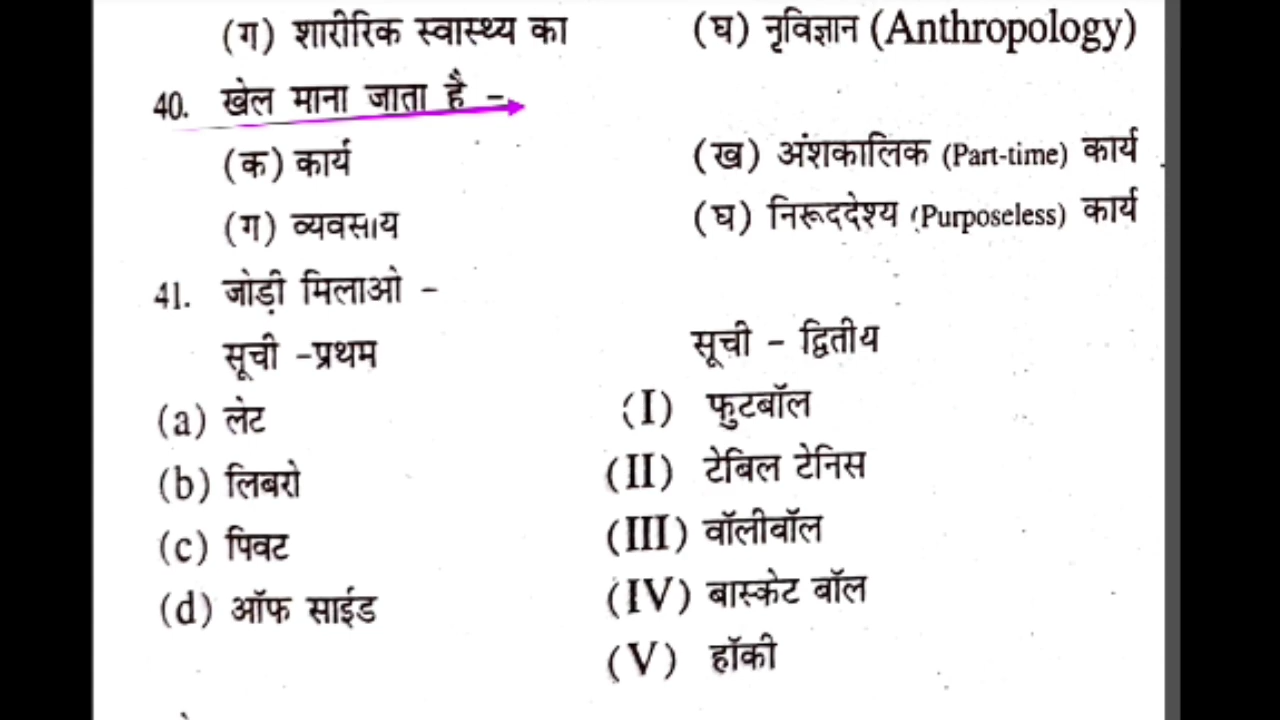 (ग) शारीरिक स्वास्थ्य का (घ) नृविज्ञान (Anthropology)
40. खेल माना जाता है -
(क) कार्य (ख) अंशकालिक (Part-time) कार्य
(ग) व्यवसाय (घ) निरूददेश्य (Purposeless) कार्य
41. जोड़ी मिलाओ -
सूची -प्रथम सूची - द्वितीय
(a) लेट (I) फुटबॉल
(b) लिबरो (II) टेबिल टेनिस
(c) पिवट (III) वॉलीवॉल
(d) ऑफ साईड (IV) बास्केट बॉल
(V) हॉकी